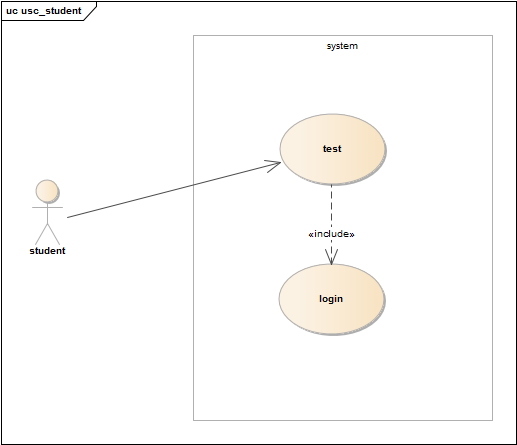 uc usc_student
system
test
«include»
student
login